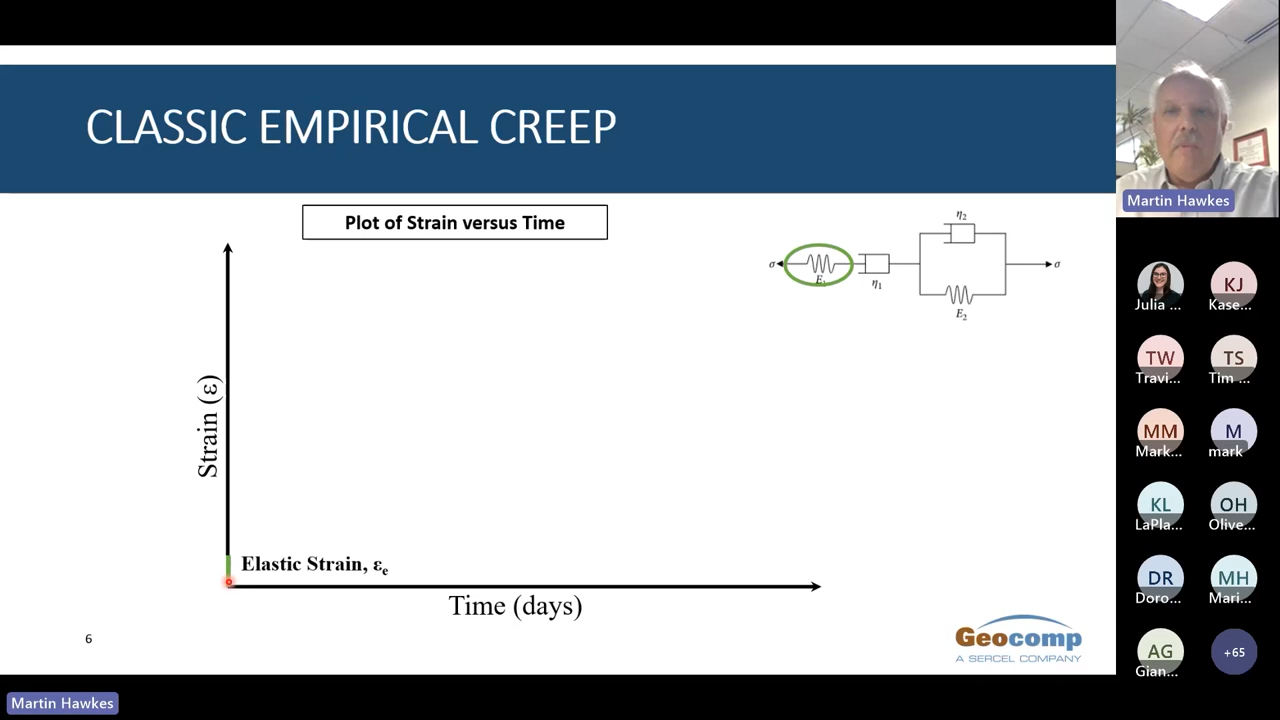 CLASSIC EMPIRICAL CREEP
Plot of Strain versus Time
σ
E₁
η₁
η₂
E₂
σ
Strain (ε)
Elastic Strain, εₑ
Time (days)
6
Geocomp
A SERCEL COMPANY
Martin Hawkes
Julia ...
KJ
Kase...
TW
Travi...
TS
Tim ...
MM
Mark...
M
mark
KL
LaPla...
OH
Olive...
DR
Doro...
MH
Mari...
AG
Gian...
+65
Martin Hawkes